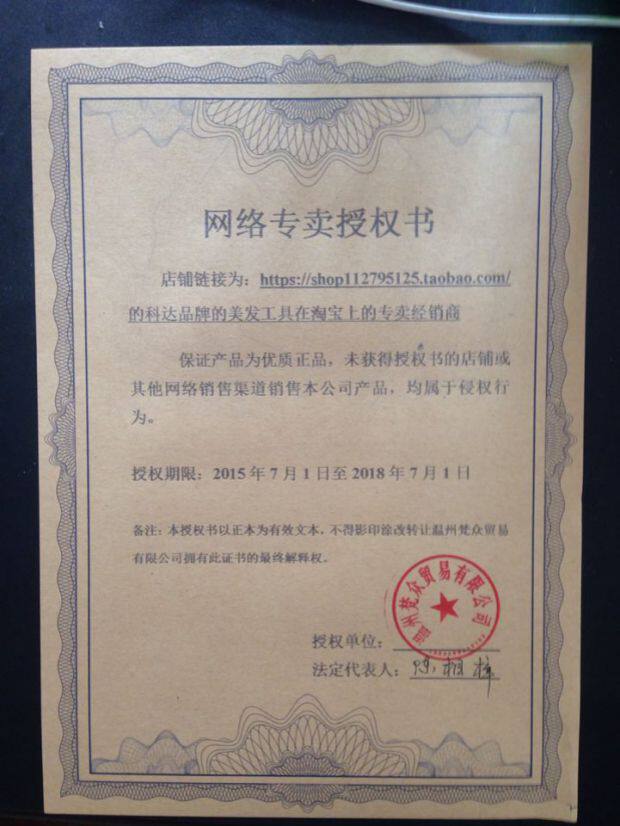 网络专卖授权书
店铺链接为：https://shop112795125.taobao.com/
的科达品牌的美发工具在淘宝上的专卖经销商
保证产品为优质正品，未获得授权书的店铺或
其他网络销售渠道销售本公司产品，均属于侵权行
为。
授权期限：2015年7月1日至2018年7月1日
备注：本授权书以正本为有效文本，不得影印涂改转让温州梵众贸易
有限公司拥有此证书的最终解释权。
温州梵众贸易有限公司
授权单位：
法定代表人：